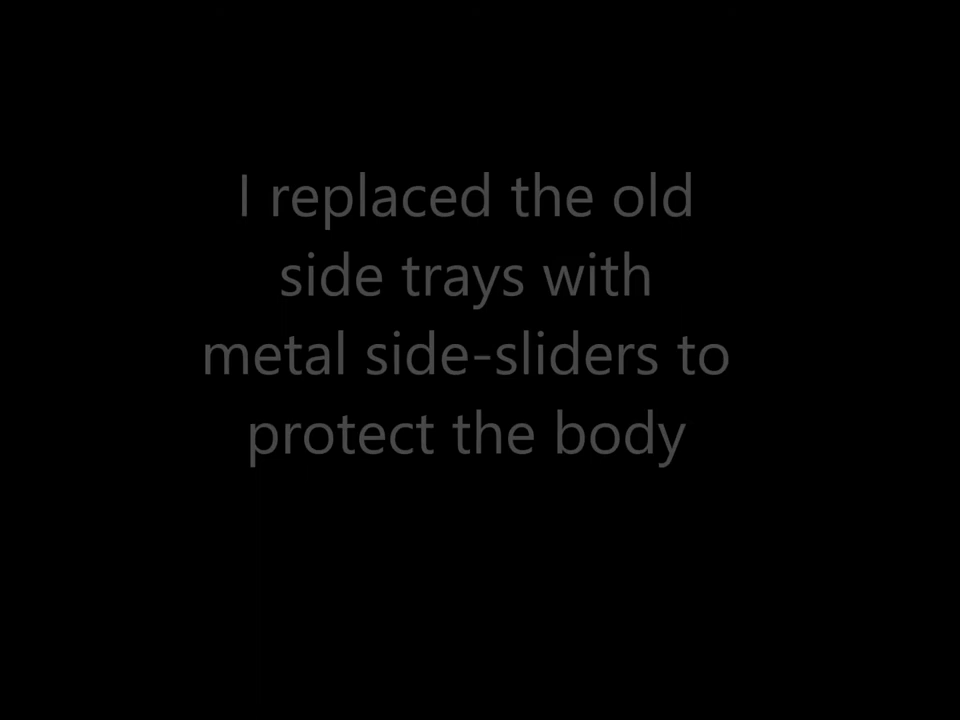 I replaced the old
side trays with
metal side-sliders to
protect the body